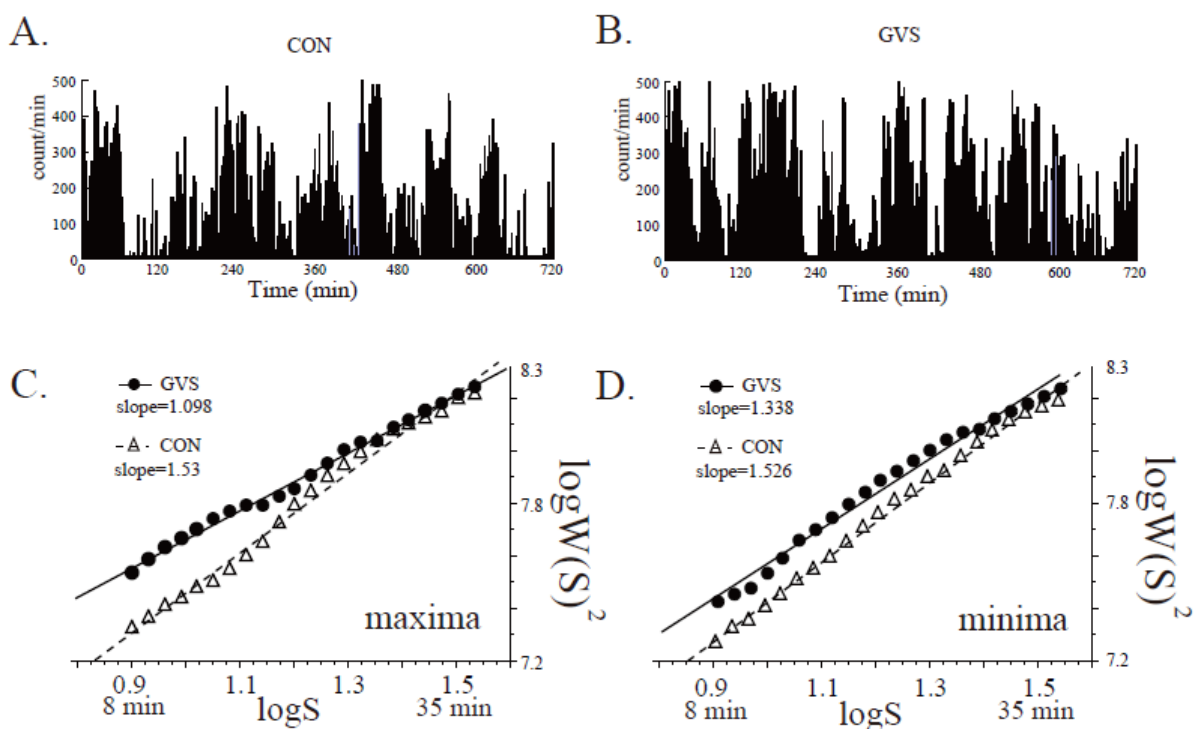 A.
CON
500
400
300
200
100
0
count/min
0 120 240 360 480 600 720
Time (min)
B.
GVS
500
400
300
200
100
0
count/min
0 120 240 360 480 600 720
Time (min)
C.
GVS
slope=1.098
CON
slope=1.53
maxima
8.3
7.8
7.2
logW(S)²
0.9 1.1 1.3 1.5
8 min logS 35 min
D.
GVS
slope=1.338
CON
slope=1.526
minima
8.3
7.8
7.2
logW(S)²
0.9 1.1 1.3 1.5
8 min logS 35 min